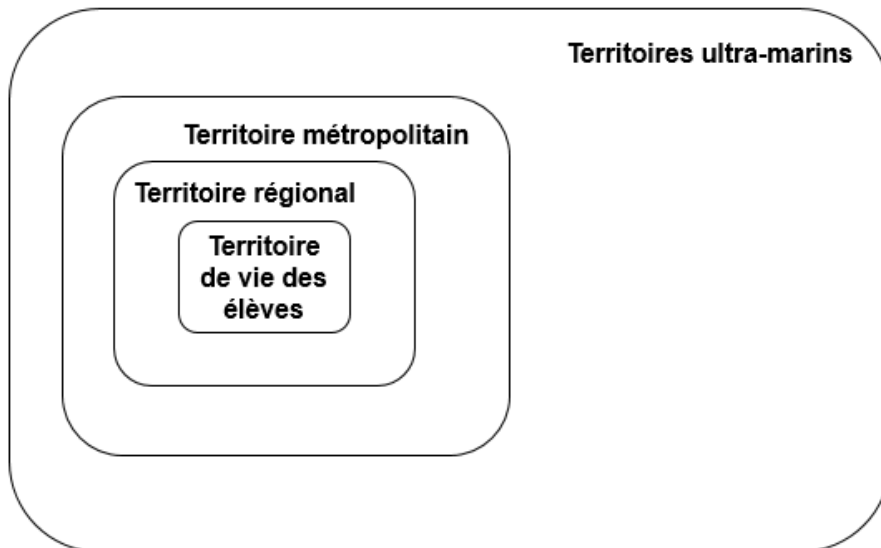 Territoires ultra-marins
Territoire métropolitain
Territoire régional
Territoire
de vie des
élèves